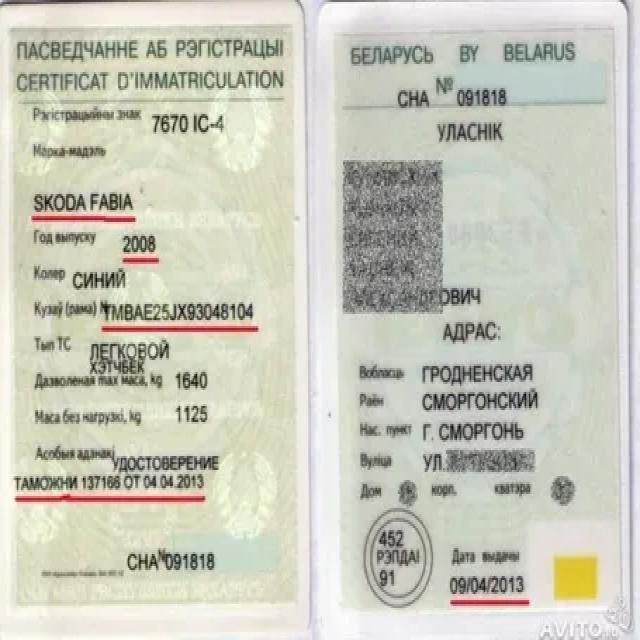 ПАСВЕДЧАННЕ АБ РЭГІСТРАЦЫІ
CERTIFICAT D'IMMATRICULATION
Рэгістрацыйны знак 7670 IC-4
Марка-мадэль
SKODA FABIA
Год выпуску 2008
Колер СИНИЙ
Кузаў (рама) № TMBAE25JX93048104
Тып ТС ЛЕГКОВОЙ
ХЭТЧБЕК
Дазволеная max маса, kg 1640
Маса без нагрузкі, kg 1125
Асобыя адзнакі УДОСТОВЕРЕНИЕ
ТАМОЖНИ 137166 ОТ 04 04.2013
СНА № 091818
БЕЛАРУСЬ BY BELARUS
СНА № 091818
УЛАСНІК
ОВИЧ
АДРАС:
Вобласць ГРОДНЕНСКАЯ
Раён СМОРГОНСКИЙ
Нас. пункт Г. СМОРГОНЬ
Вуліца УЛ.
Дом корп. кватэра
452
РЭПДАІ
91
Дата выдачы
09/04/2013
AVITO.ru